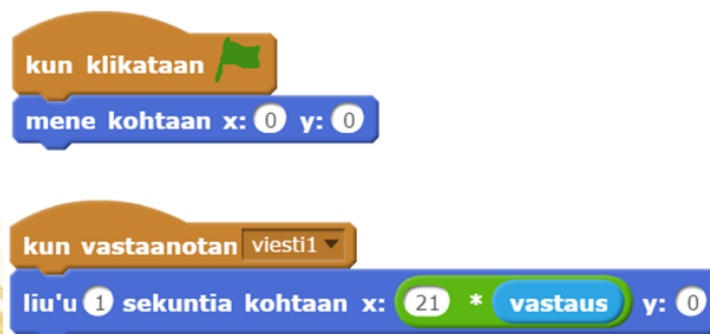 kun klikataan
mene kohtaan x: 0 y: 0
kun vastaanotan viesti1
liu'u 1 sekuntia kohtaan x: 21 * vastaus y: 0